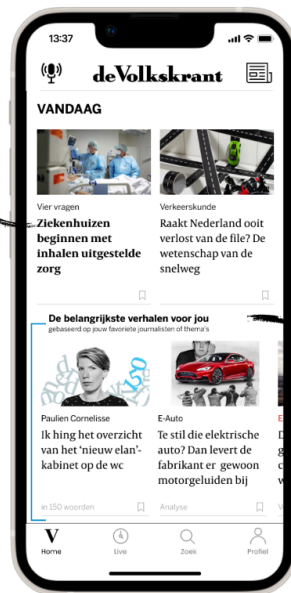 13:37
de Volkskrant
VANDAAG
Vier vragen
Ziekenhuizen
beginnen met
inhalen uitgestelde
zorg
Verkeerskunde
Raakt Nederland ooit
verlost van de file? De
wetenschap van de
snelweg
De belangrijkste verhalen voor jou
gebaseerd op jouw favoriete journalisten of thema's
150
Paulien Cornelisse
Ik hing het overzicht
van het 'nieuw elan'-
kabinet op de wc
in 150 woorden
E-Auto
Te stil die elektrische
auto? Dan levert de
fabrikant er gewoon
motorgeluiden bij
Analyse
V
Home
Live
Zoek
Profiel